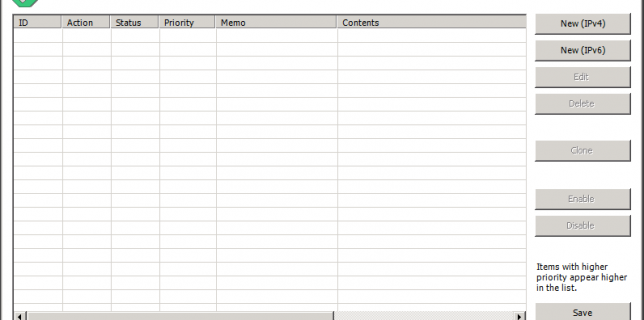 ID Action Status Priority Memo Contents
New (IPv4)
New (IPv6)
Edit
Delete
Clone
Enable
Disable
Items with higher
priority appear higher
in the list.
Save